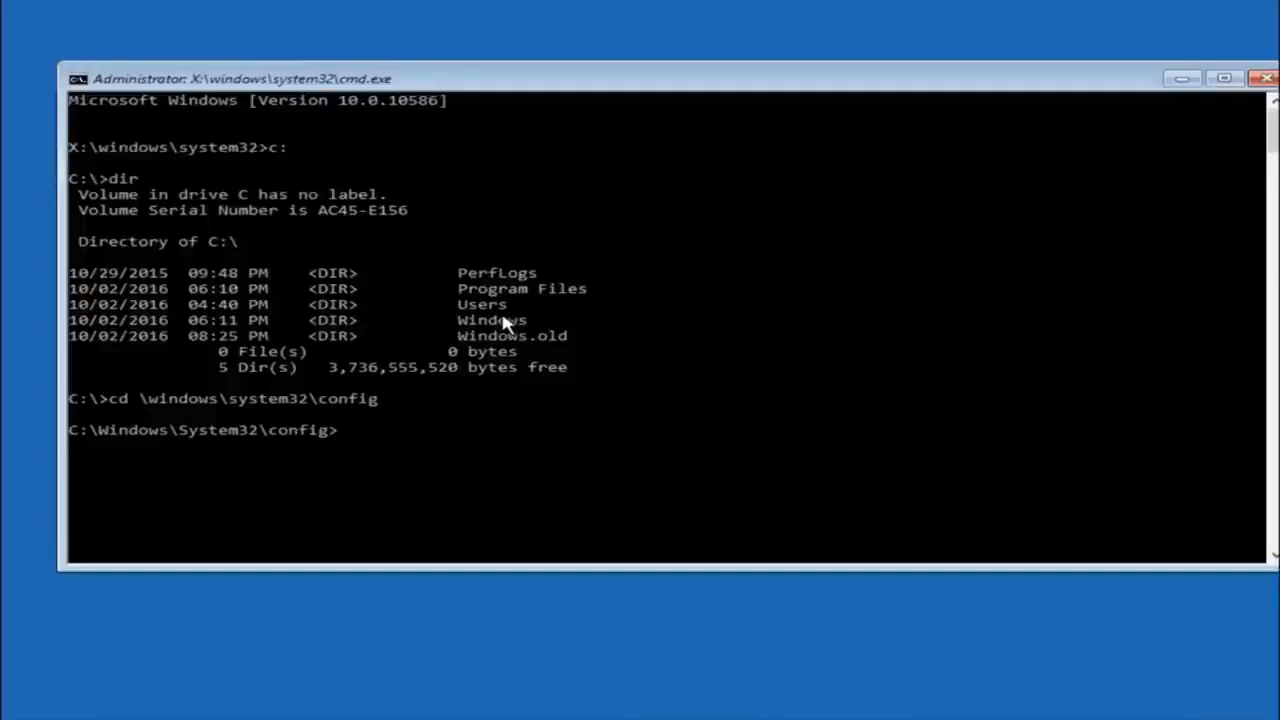 Administrator: X:\windows\system32\cmd.exe
Microsoft Windows [Version 10.0.10586]
X:\windows\system32>c:
C:\>dir
Volume in drive C has no label.
Volume Serial Number is AC45-E156
Directory of C:\
10/29/2015 09:48 PM <DIR> PerfLogs
10/02/2016 06:10 PM <DIR> Program Files
10/02/2016 04:40 PM <DIR> Users
10/02/2016 06:11 PM <DIR> Windows
10/02/2016 08:25 PM <DIR> Windows.old
0 File(s) 0 bytes
5 Dir(s) 3,736,555,520 bytes free
C:\>cd \windows\system32\config
C:\Windows\System32\config>